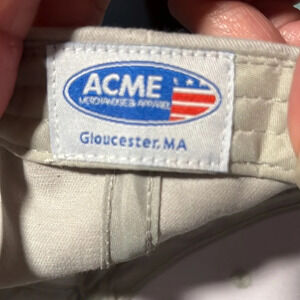 ACME
MERCHANDISE & APPAREL
Gloucester, MA